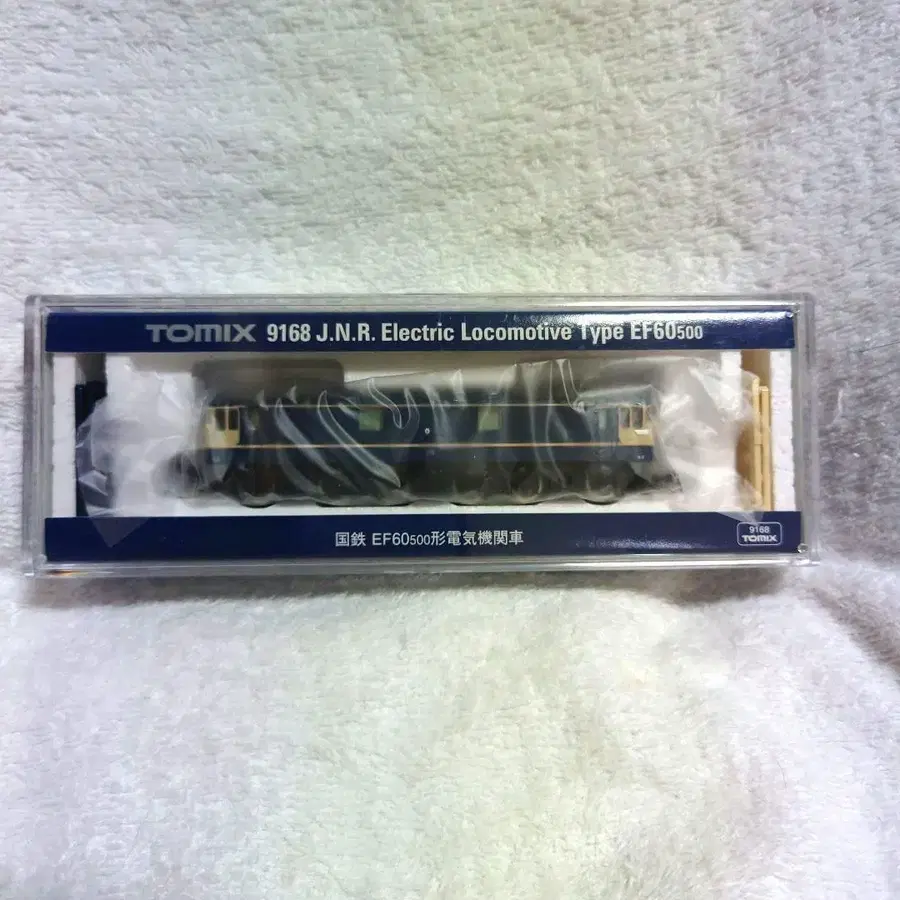 TOMIX 9168 J.N.R. Electric Locomotive Type EF60500
国鉄 EF60500形電気機関車
9168
TOMIX